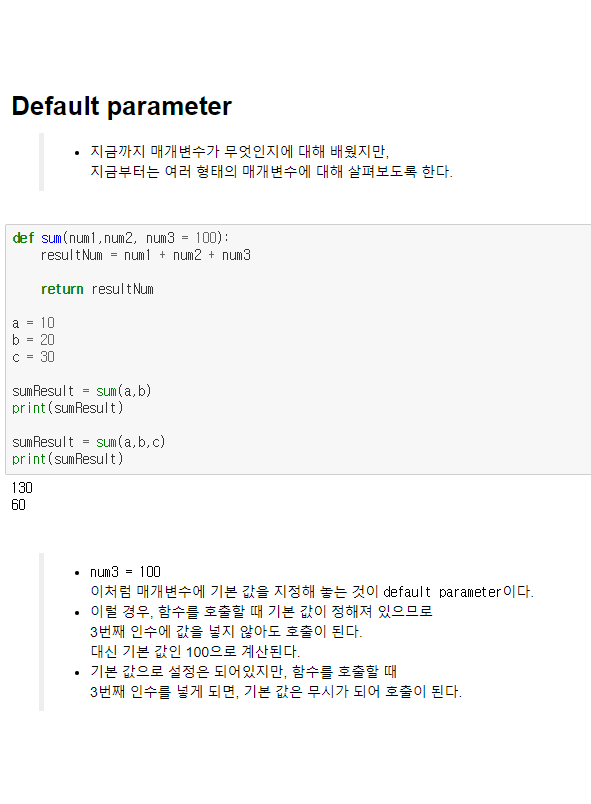 Default parameter
지금까지 매개변수가 무엇인지에 대해 배웠지만,
지금부터는 여러 형태의 매개변수에 대해 살펴보도록 한다.
def sum(num1,num2, num3 = 100):
    resultNum = num1 + num2 + num3
    return resultNum
a = 10
b = 20
c = 30
sumResult = sum(a,b)
print(sumResult)
sumResult = sum(a,b,c)
print(sumResult)
130
60
num3 = 100
이처럼 매개변수에 기본 값을 지정해 놓는 것이 default parameter이다.
이럴 경우, 함수를 호출할 때 기본 값이 정해져 있으므로
3번째 인수에 값을 넣지 않아도 호출이 된다.
대신 기본 값인 100으로 계산된다.
기본 값으로 설정은 되어있지만, 함수를 호출할 때
3번째 인수를 넣게 되면, 기본 값은 무시가 되어 호출이 된다.